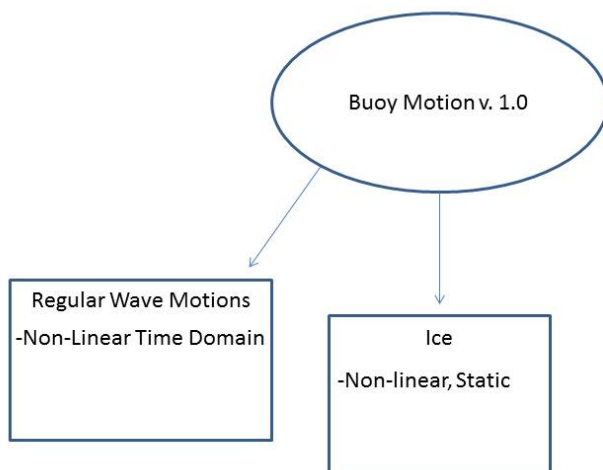 Buoy Motion v. 1.0
Regular Wave Motions
-Non-Linear Time Domain
Ice
-Non-linear, Static